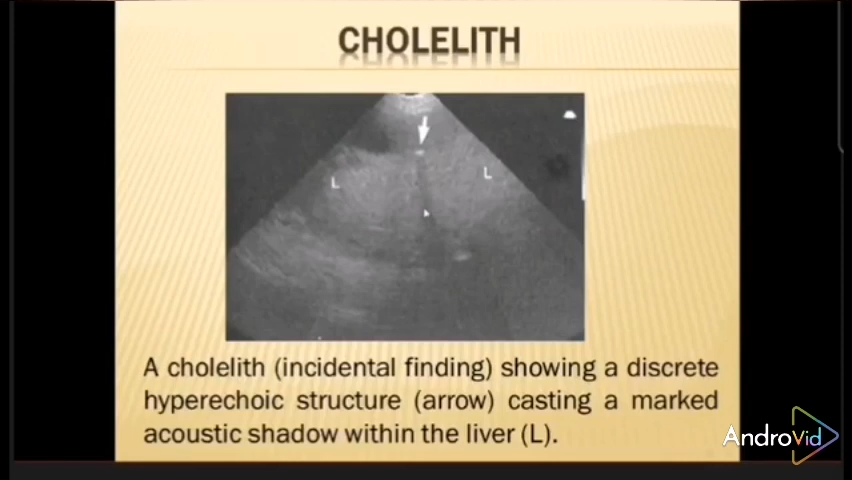 CHOLELITH
L
L
A cholelith (incidental finding) showing a discrete
hyperechoic structure (arrow) casting a marked
acoustic shadow within the liver (L).
AndroVid